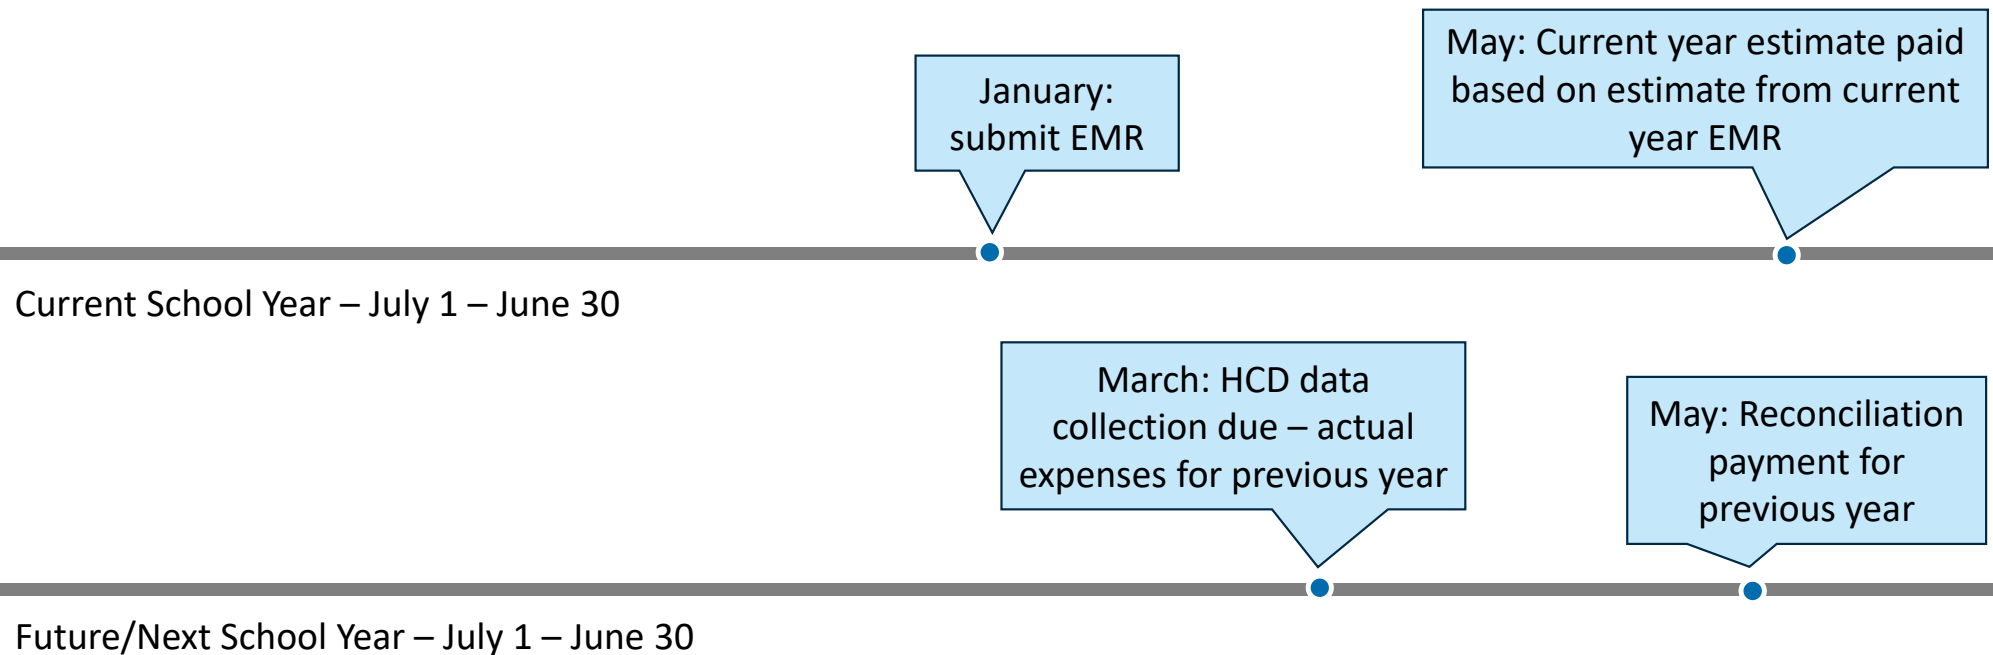 January:
submit EMR
May: Current year estimate paid
based on estimate from current
year EMR
Current School Year – July 1 – June 30
March: HCD data
collection due – actual
expenses for previous year
May: Reconciliation
payment for
previous year
Future/Next School Year – July 1 – June 30